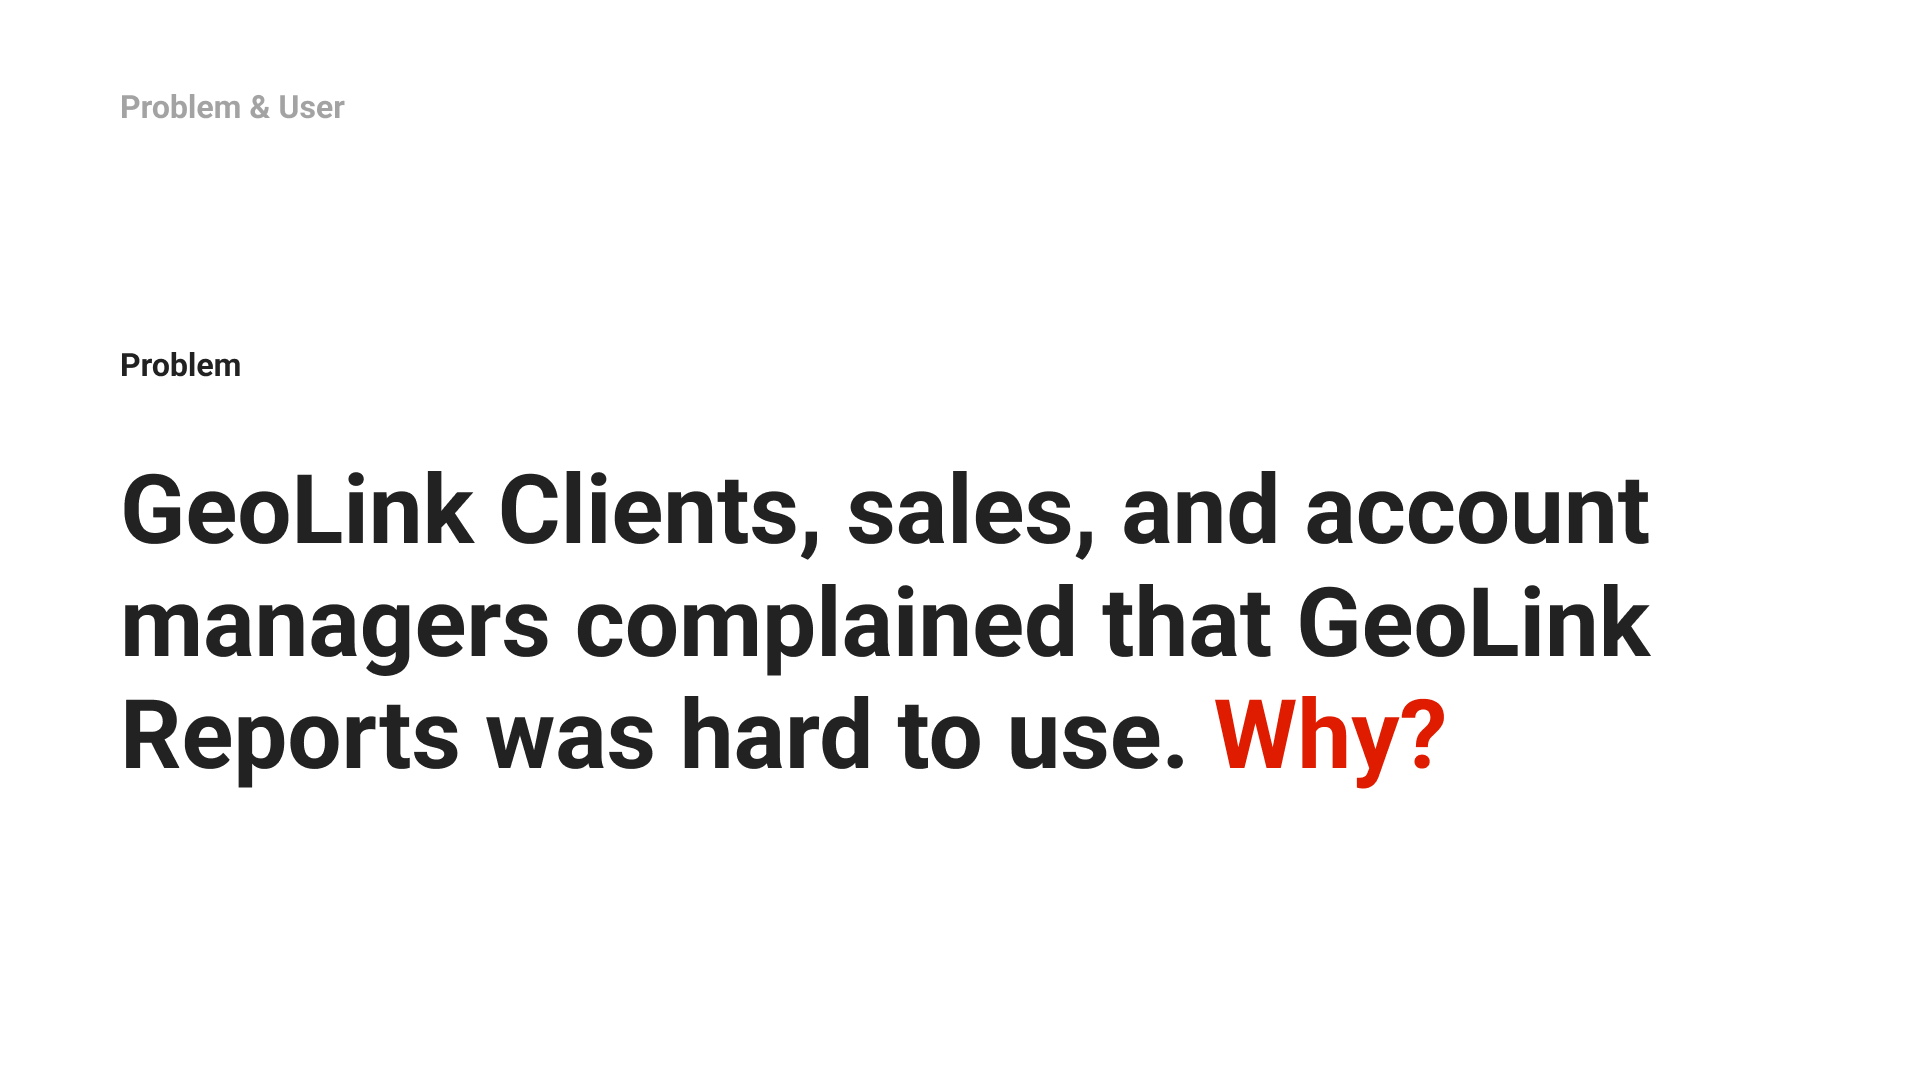 Problem & User
Problem
GeoLink Clients, sales, and account
managers complained that GeoLink
Reports was hard to use. Why?